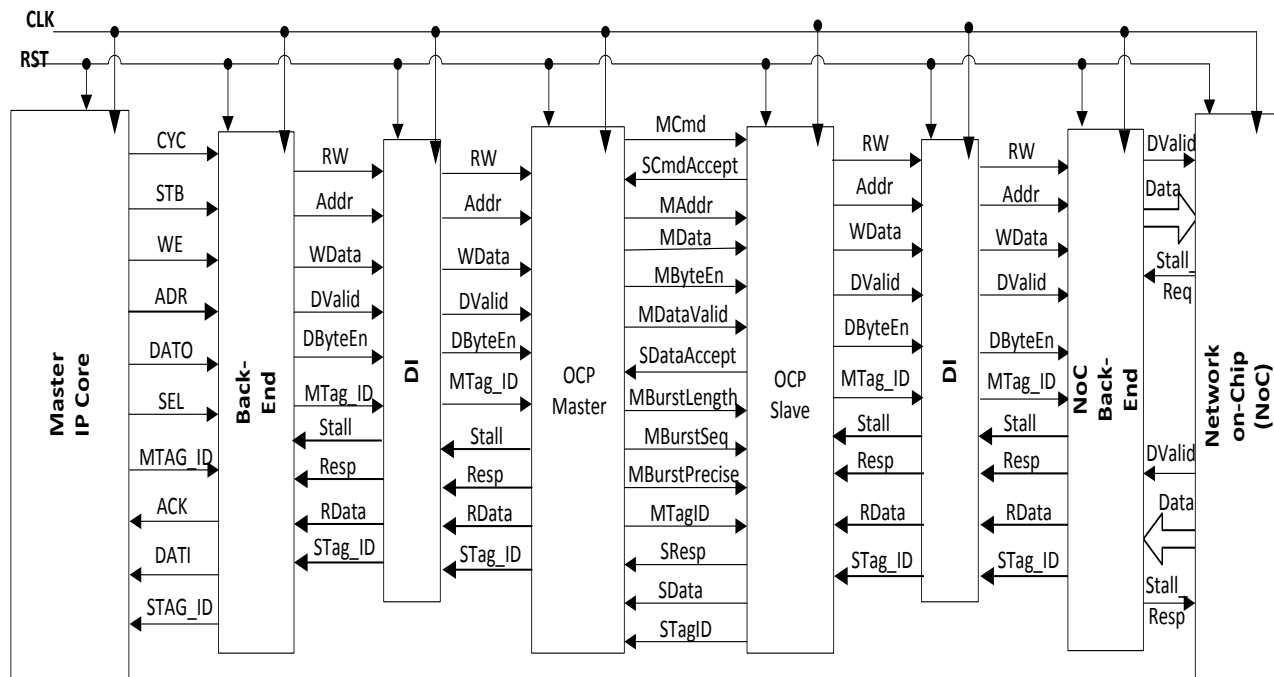 CLK
RST
Master
IP Core
CYC
STB
WE
ADR
DATO
SEL
MTAG_ID
ACK
DATI
STAG_ID
Back-
End
RW
Addr
WData
DValid
DByteEn
MTag_ID
Stall
Resp
RData
STag_ID
DI
RW
Addr
WData
DValid
DByteEn
MTag_ID
Stall
Resp
RData
STag_ID
OCP
Master
MCmd
SCmdAccept
MAddr
MData
MByteEn
MDataValid
SDataAccept
MBurstLength
MBurstSeq
MBurstPrecise
MTagID
SResp
SData
STagID
OCP
Slave
RW
Addr
WData
DValid
DByteEn
MTag_ID
Stall
Resp
RData
STag_ID
DI
RW
Addr
WData
DValid
DByteEn
MTag_ID
Stall
Resp
RData
STag_ID
NoC
Back-
End
DValid
Data
Stall_
Req
DValid
Data
Stall_
Resp
Network
on-Chip
(NoC)